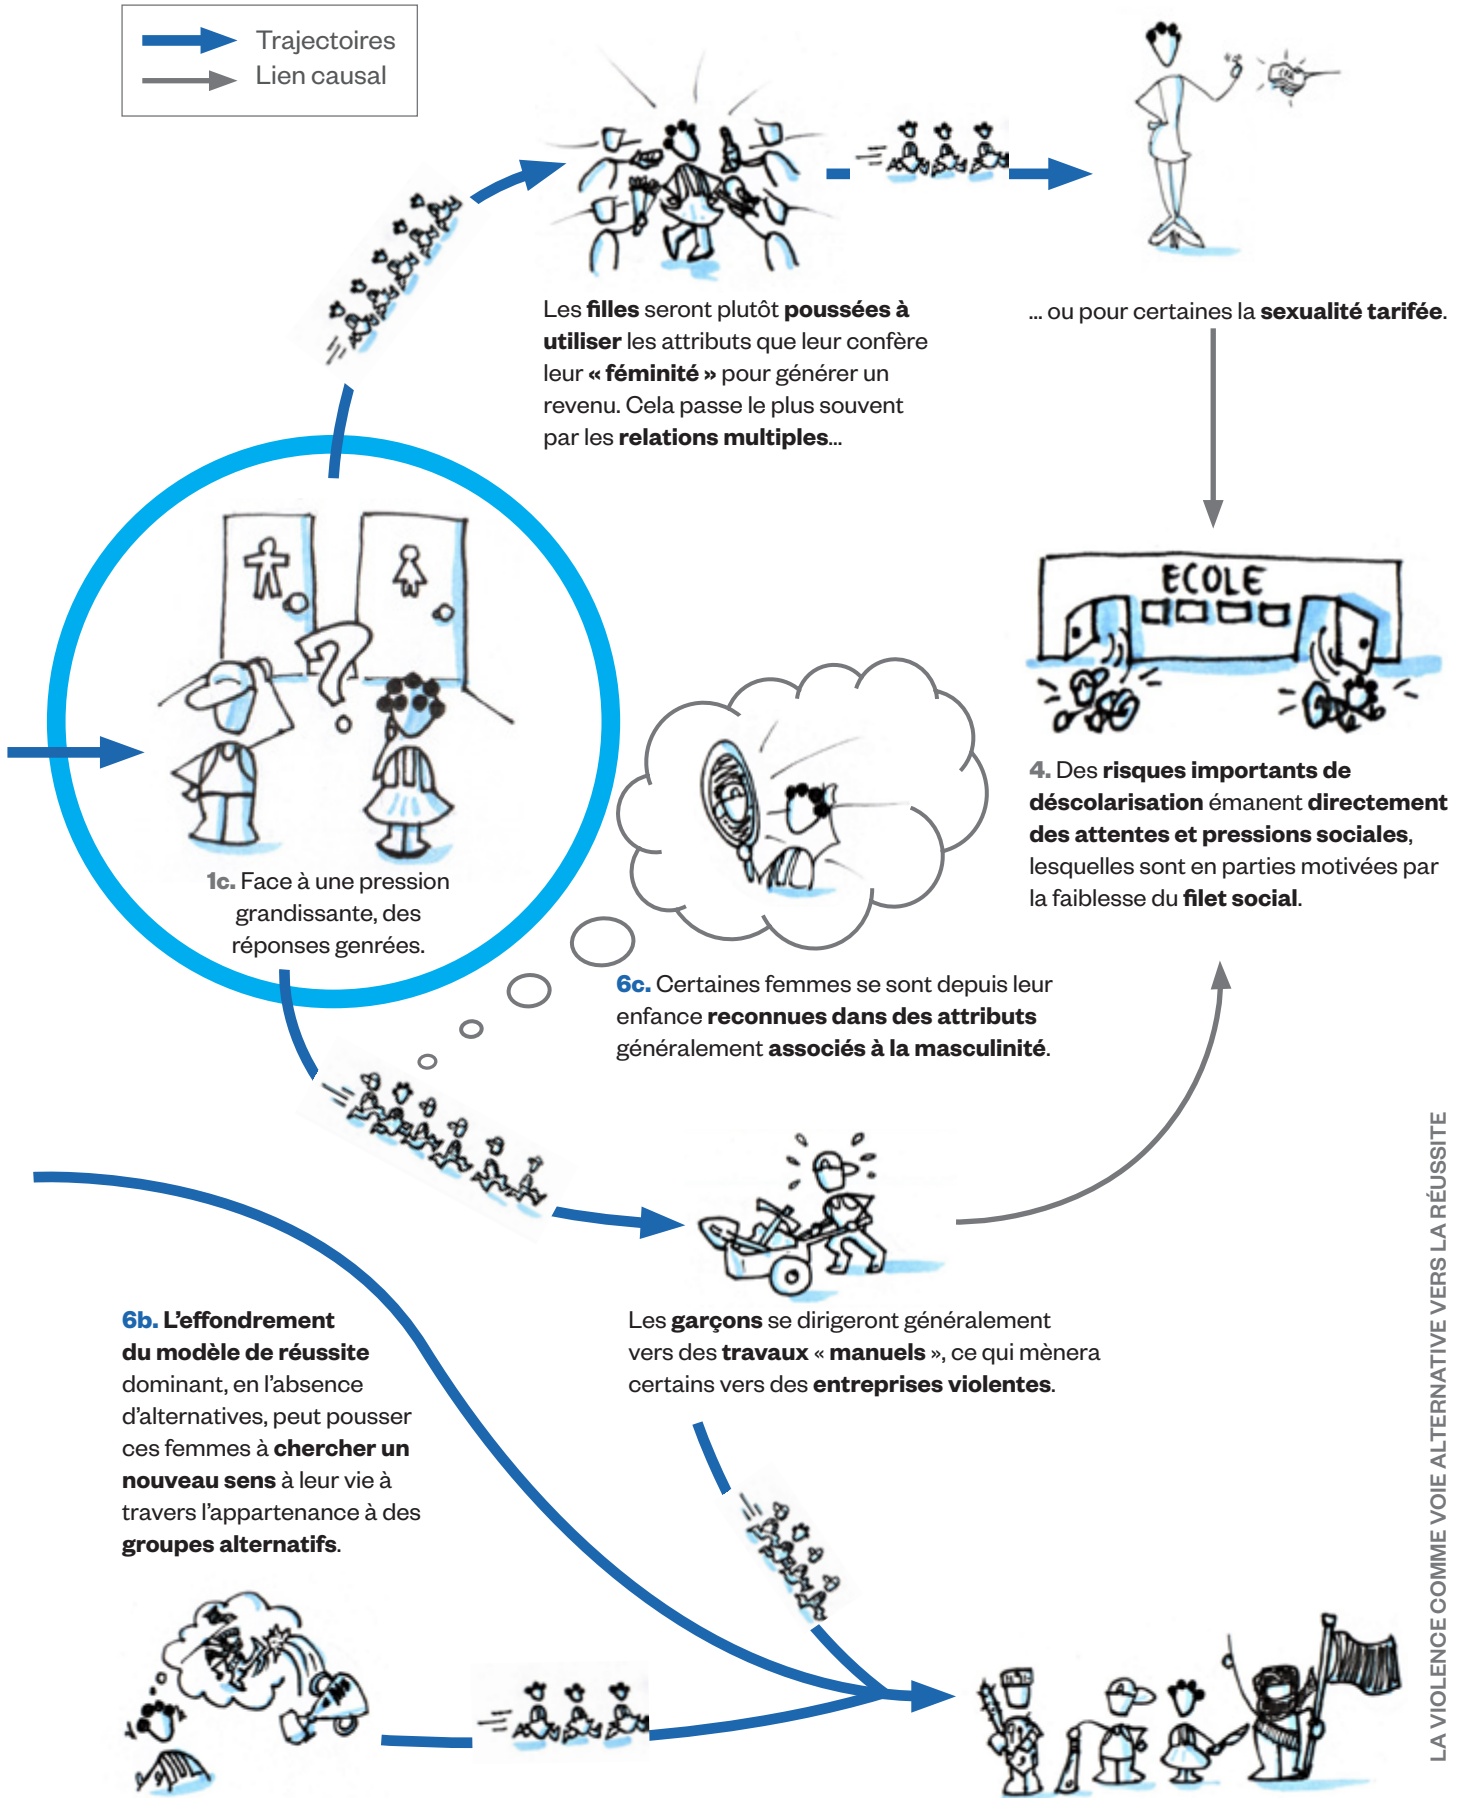 Trajectoires
Lien causal
Les filles seront plutôt poussées à
utiliser les attributs que leur confère
leur « féminité » pour générer un
revenu. Cela passe le plus souvent
par les relations multiples...
... ou pour certaines la sexualité tarifée.
ECOLE
4. Des risques importants de
déscolarisation émanent directement
des attentes et pressions sociales,
lesquelles sont en parties motivées par
la faiblesse du filet social.
1c. Face à une pression
grandissante, des
réponses genrées.
6c. Certaines femmes se sont depuis leur
enfance reconnues dans des attributs
généralement associés à la masculinité.
Les garçons se dirigeront généralement
vers des travaux « manuels », ce qui mènera
certains vers des entreprises violentes.
6b. L'effondrement
du modèle de réussite
dominant, en l'absence
d'alternatives, peut pousser
ces femmes à chercher un
nouveau sens à leur vie à
travers l'appartenance à des
groupes alternatifs.
LA VIOLENCE COMME VOIE ALTERNATIVE VERS LA RÉUSSITE